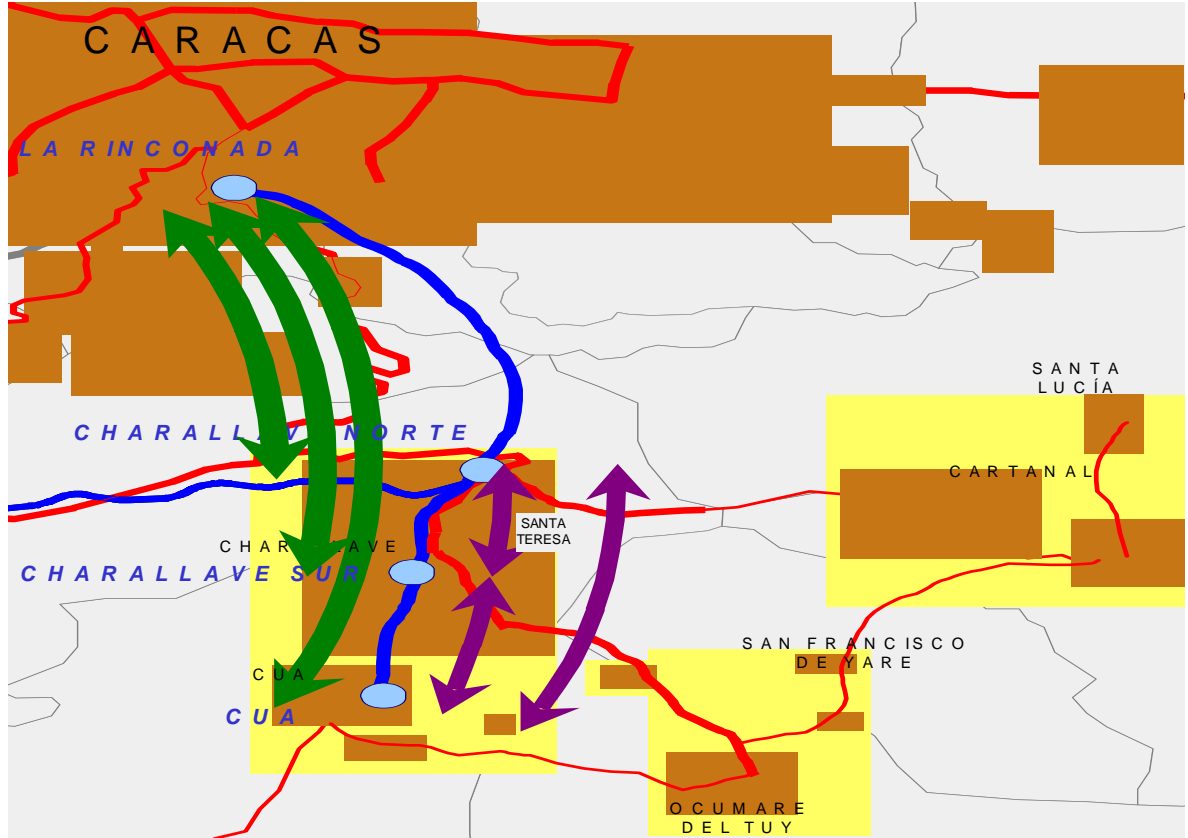 CARACAS
LA RINCONADA
SANTA
LUCÍA
CHARALLAVE NORTE
CARTANAL
SANTA
TERESA
CHARALLAVE
CHARALLAVE SUR
SAN FRANCISCO
DE YARE
CUA
CUA
OCUMARE
DEL TUY